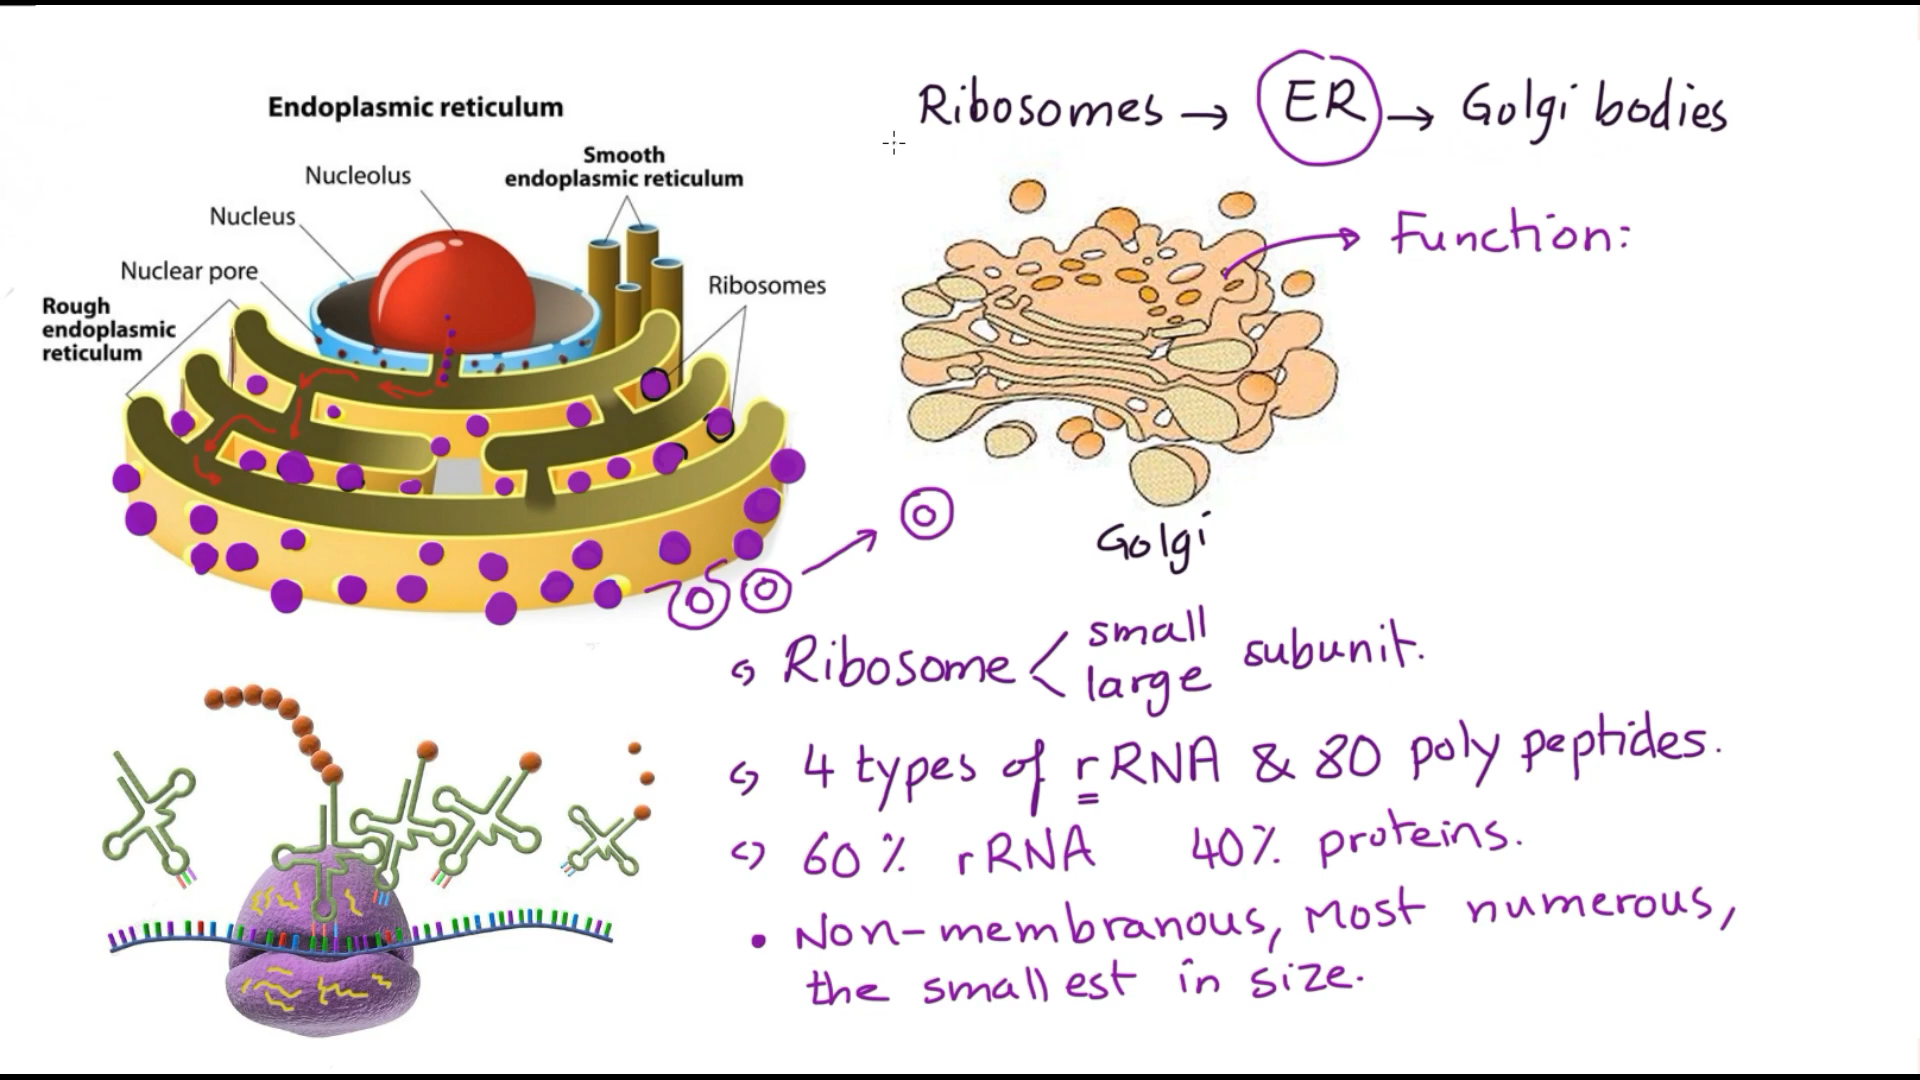 Endoplasmic reticulum
Smooth
endoplasmic reticulum
Nucleolus
Nucleus
Nuclear pore
Rough
endoplasmic
reticulum
Ribosomes
Ribosomes → ER → Golgi bodies
Function:
Golgi
Ribosome < small
large subunit.
4 types of rRNA & 80 poly peptides.
60% rRNA 40% proteins.
• Non-membranous, Most numerous,
the smallest in size.